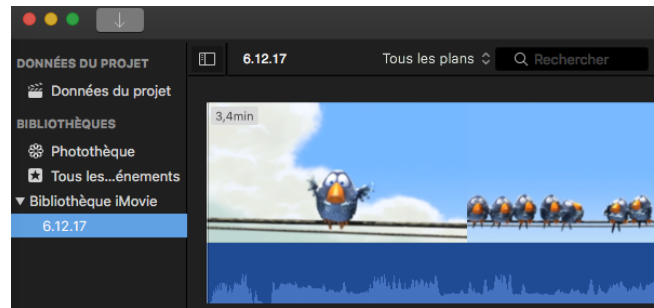 DONNÉES DU PROJET
Données du projet
BIBLIOTHÈQUES
Photothèque
Tous les...énements
Bibliothèque iMovie
6.12.17
6.12.17
Tous les plans
Rechercher
3,4min